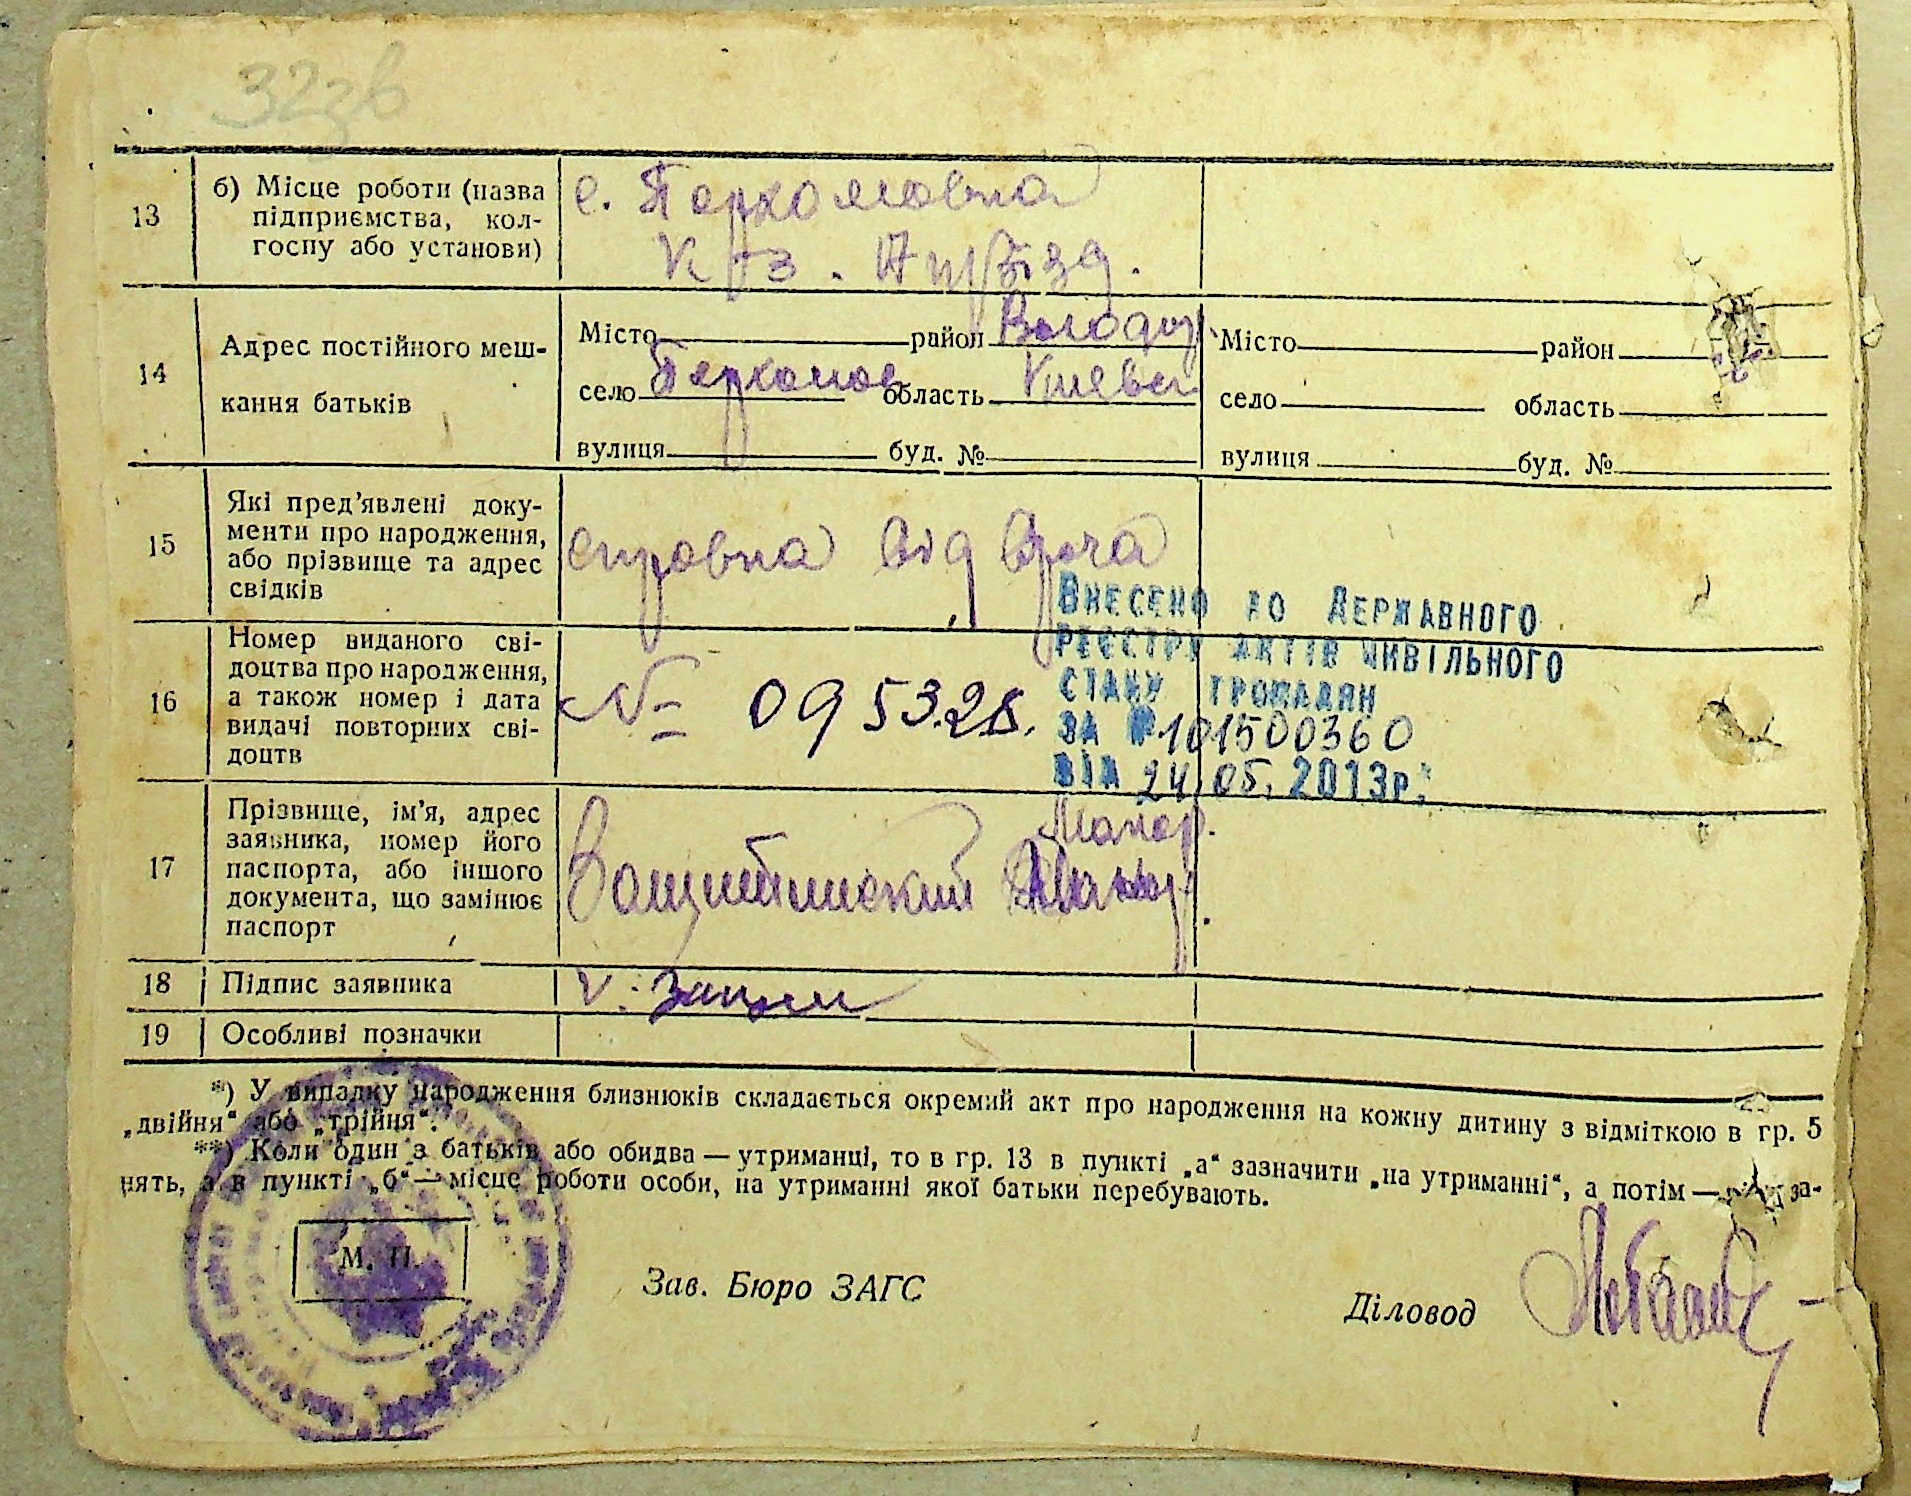 32зв
13
б) Місце роботи (назва
підприємства, кол-
госпу або установи)
с. Пархомовка
к-з.
14
Адрес постійного меш-
кання батьків
Місто район Володар
село Пархомов область Киевск
вулиця буд. №
Місто район
село область
вулиця буд. №
15
Які пред'явлені доку-
менти про народження,
або прізвище та адрес
свідків
справка від врача
16
Номер виданого сві-
доцтва про народження,
а також номер і дата
видачі повторних сві-
доцтв
№ 095328.
Внесено до Державного
реєстру актів цивільного
стану громадян
за №101500360
від 24.05.2013р.
17
Прізвище, ім'я, адрес
заявника, номер його
паспорта, або іншого
документа, що замінює
паспорт
18
Підпис заявника
19
Особливі позначки
*) У випадку народження близнюків складається окремий акт про народження на кожну дитину з відміткою в гр. 5
„двійня“ або „трійня“.
**) Коли один з батьків або обидва — утриманці, то в гр. 13 в пункті „а“ зазначити „на утриманні“, а потім — за-
нять, а в пункті „б“ — місце роботи особи, на утриманні якої батьки перебувають.
М. П.
Зав. Бюро ЗАГС
Діловод